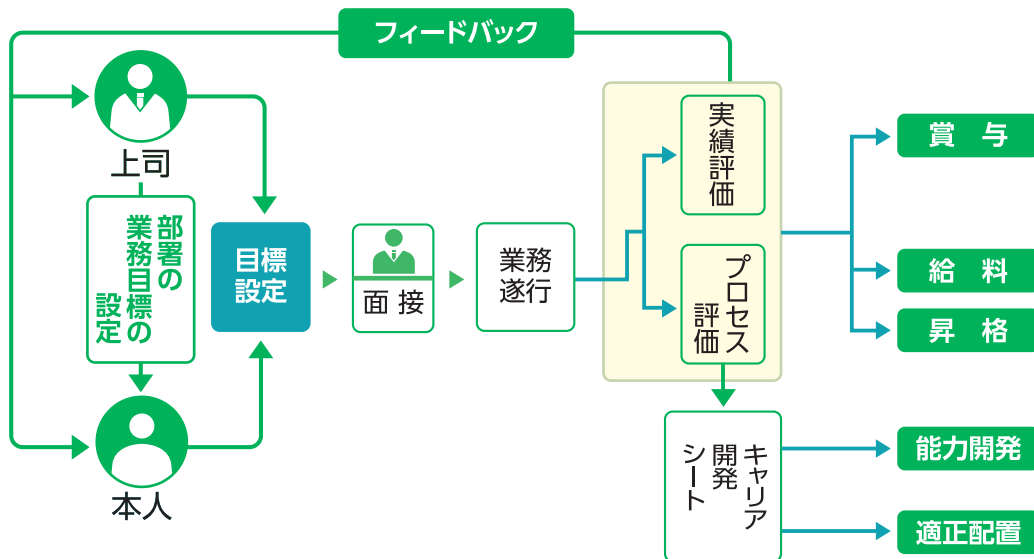 フィードバック
上司
部署の
業務目標の
設定
本人
目標
設定
面接
業務
遂行
実績評価
プロセス
評価
キャリア
開発
シート
賞与
給料
昇格
能力開発
適正配置